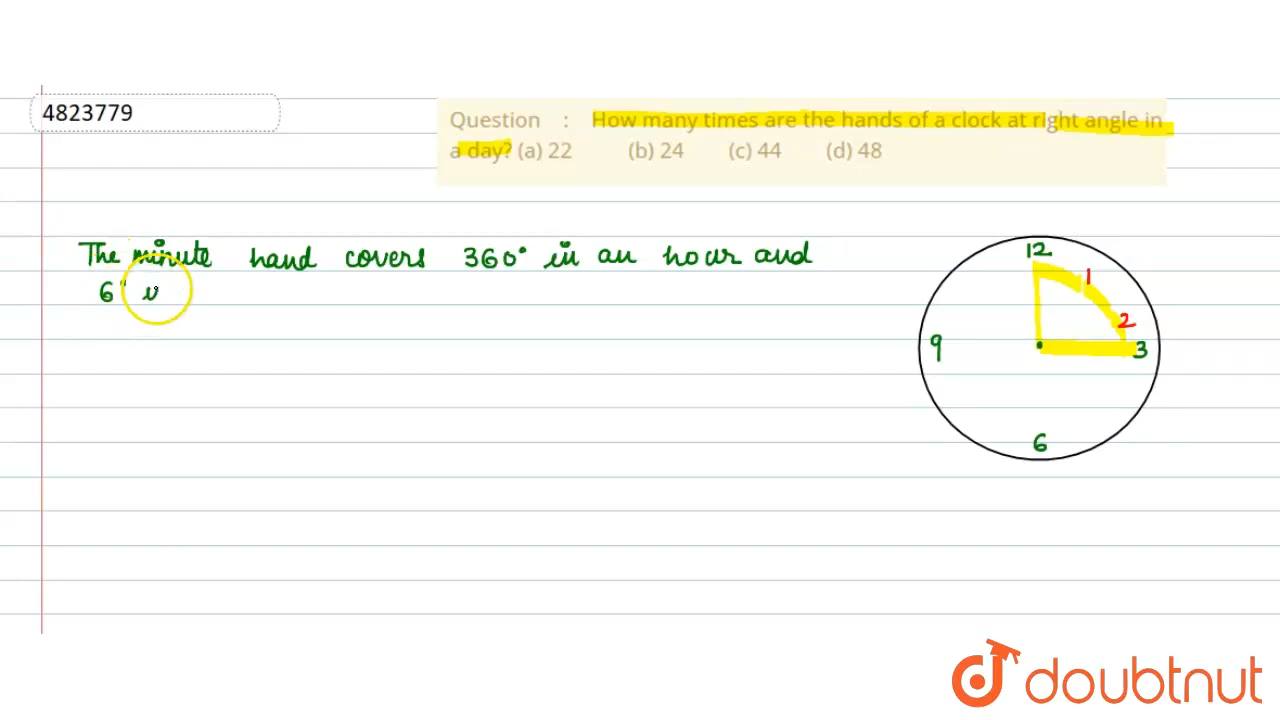 4823779
Question : How many times are the hands of a clock at right angle in
a day? (a) 22 (b) 24 (c) 44 (d) 48
The minute hand covers 360° in an hour and
6°
12
1
2
9
3
6
doubtnut